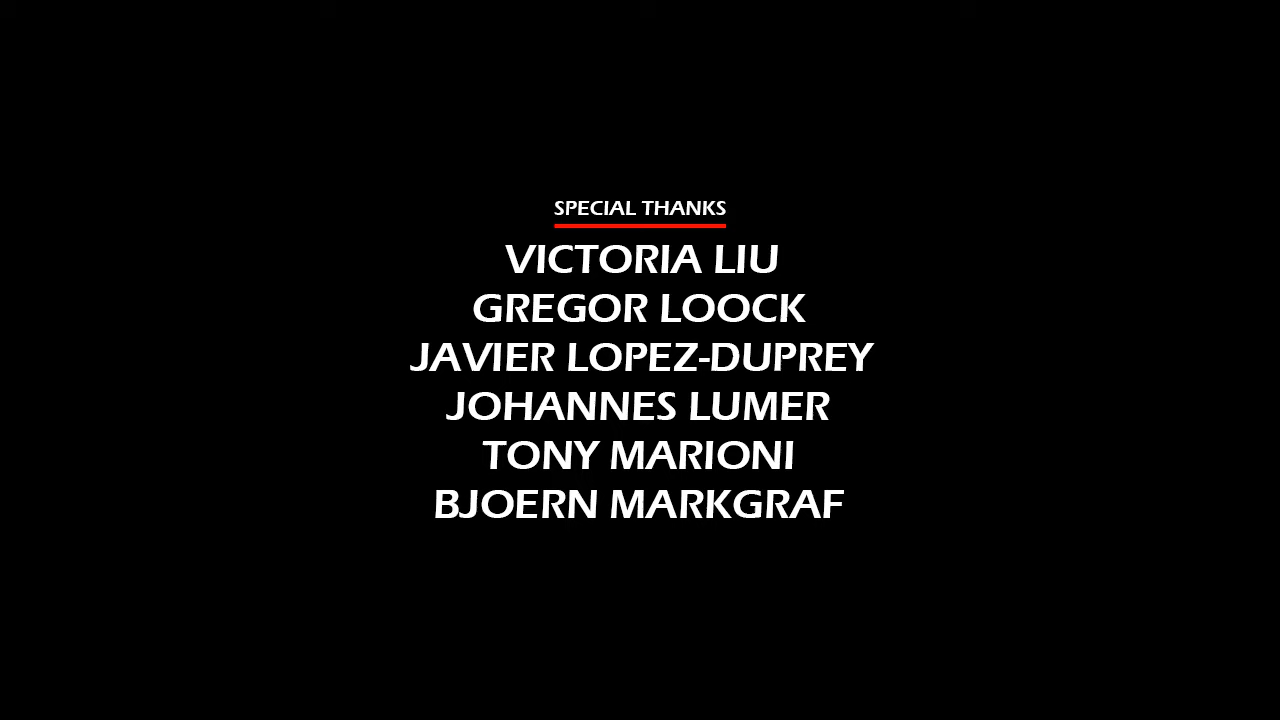 SPECIAL THANKS
VICTORIA LIU
GREGOR LOOCK
JAVIER LOPEZ-DUPREY
JOHANNES LUMER
TONY MARIONI
BJOERN MARKGRAF